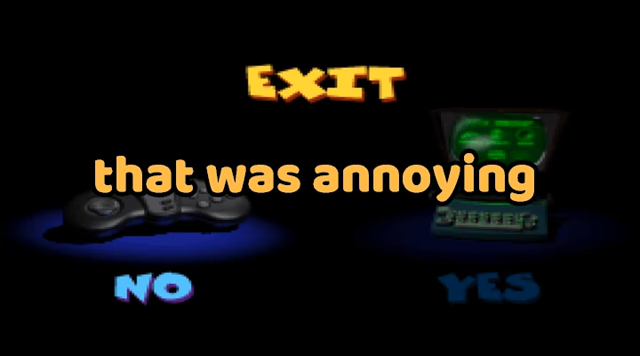 EXIT
that was annoying
NO
YES